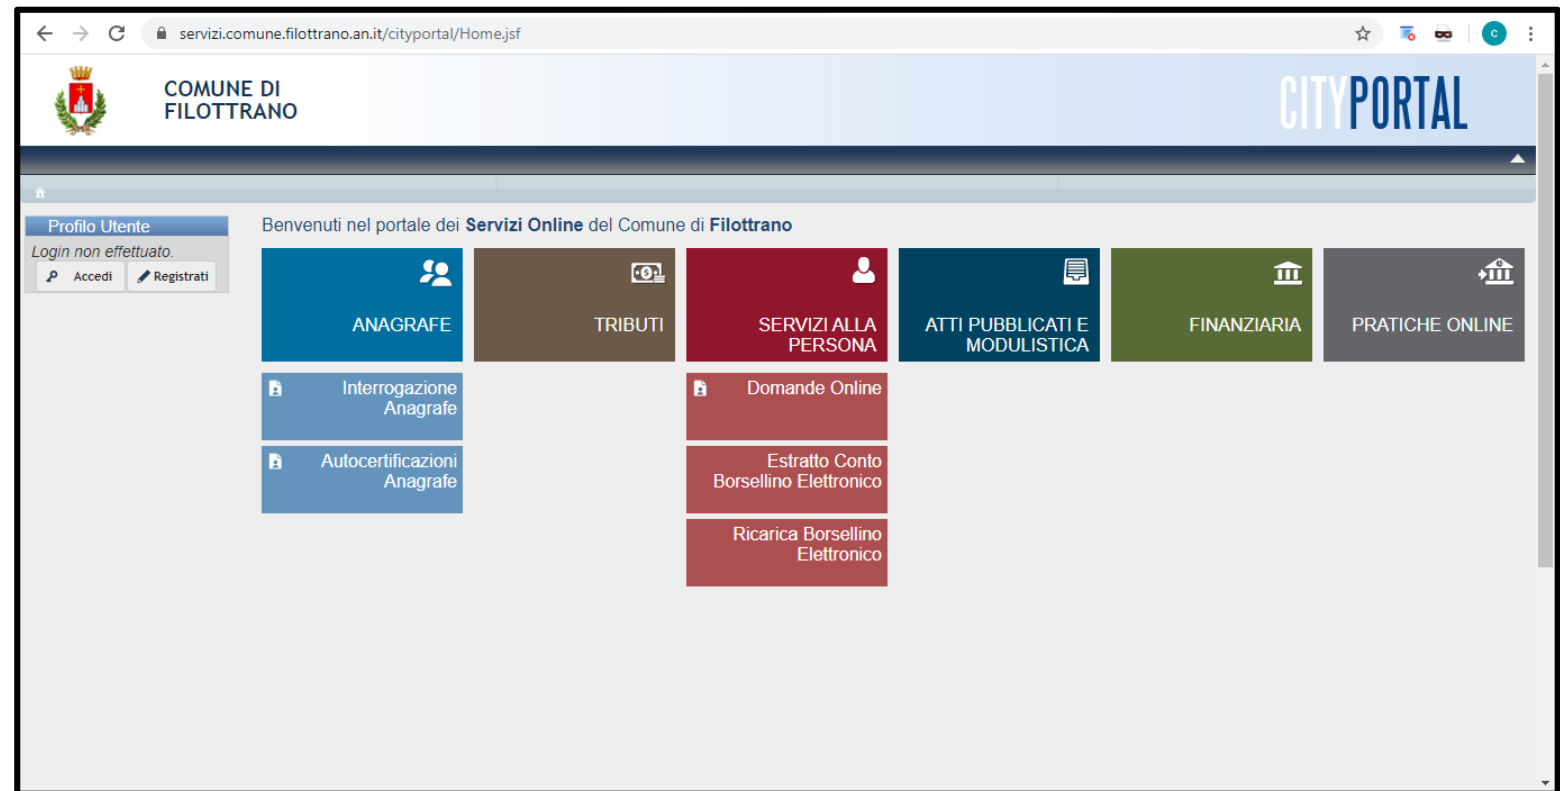 servizi.comune.filottrano.an.it/cityportal/Home.jsf
C
COMUNE DI
FILOTTRANO
CITYPORTAL
Profilo Utente
Login non effettuato.
Accedi
Registrati
Benvenuti nel portale dei Servizi Online del Comune di Filottrano
ANAGRAFE
TRIBUTI
SERVIZI ALLA
PERSONA
ATTI PUBBLICATI E
MODULISTICA
FINANZIARIA
PRATICHE ONLINE
Interrogazione
Anagrafe
Autocertificazioni
Anagrafe
Domande Online
Estratto Conto
Borsellino Elettronico
Ricarica Borsellino
Elettronico